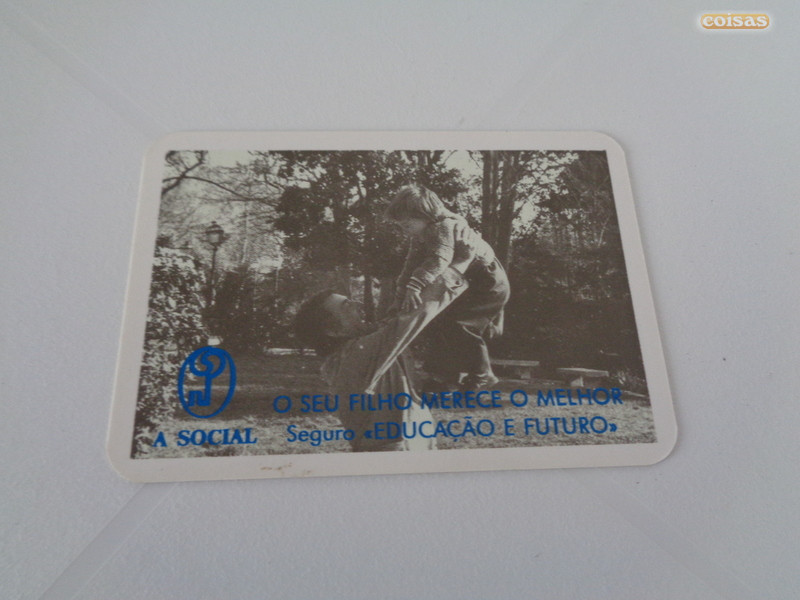 coisas
O SEU FILHO MERECE O MELHOR
A SOCIAL
Seguro «EDUCAÇÃO E FUTURO»